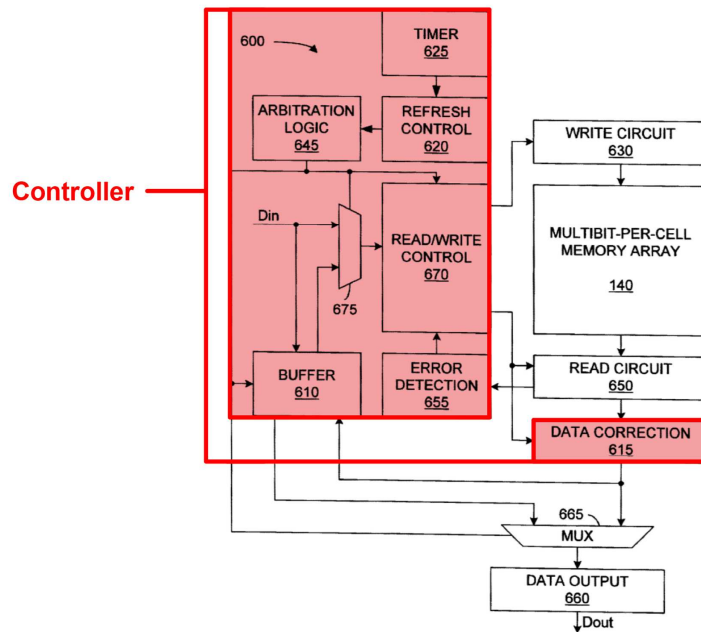 TIMER
625
600
ARBITRATION
LOGIC
645
REFRESH
CONTROL
620
WRITE CIRCUIT
630
Controller
Din
READ/WRITE
CONTROL
670
MULTIBIT-PER-CELL
MEMORY ARRAY
140
675
BUFFER
610
ERROR
DETECTION
655
READ CIRCUIT
650
DATA CORRECTION
615
665
MUX
DATA OUTPUT
660
Dout